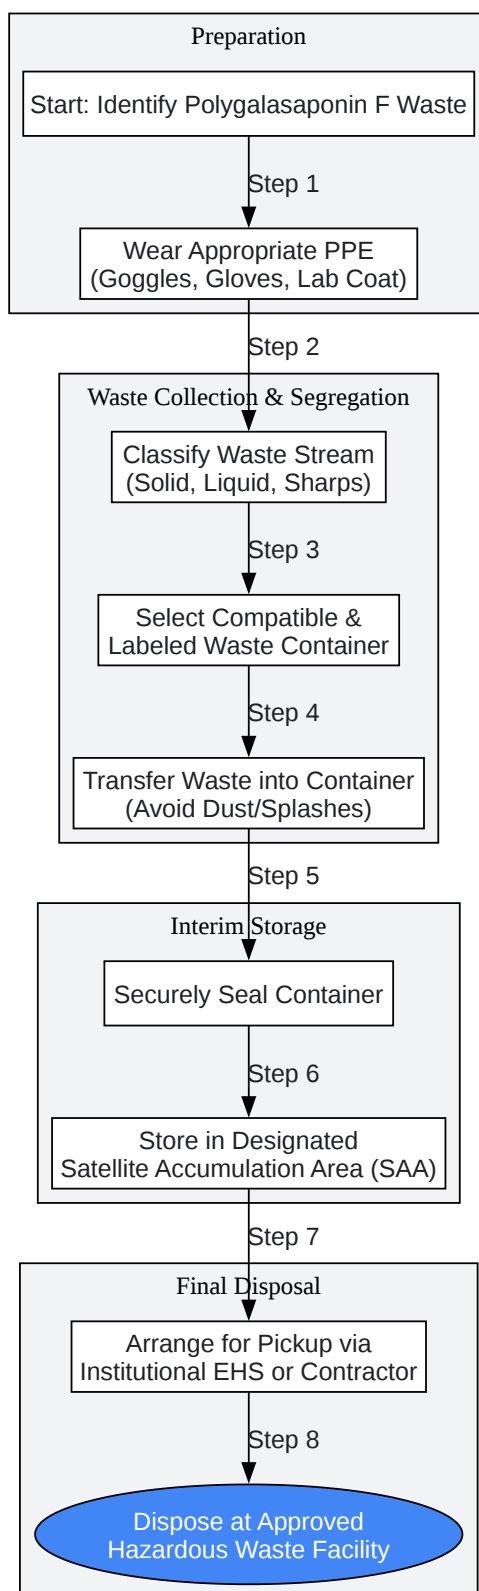 Preparation
Start: Identify Polygalasaponin F Waste
Step 1
Wear Appropriate PPE
(Goggles, Gloves, Lab Coat)
Step 2
Waste Collection & Segregation
Classify Waste Stream
(Solid, Liquid, Sharps)
Step 3
Select Compatible &
Labeled Waste Container
Step 4
Transfer Waste into Container
(Avoid Dust/Splashes)
Step 5
Interim Storage
Securely Seal Container
Step 6
Store in Designated
Satellite Accumulation Area (SAA)
Step 7
Final Disposal
Arrange for Pickup via
Institutional EHS or Contractor
Step 8
Dispose at Approved
Hazardous Waste Facility